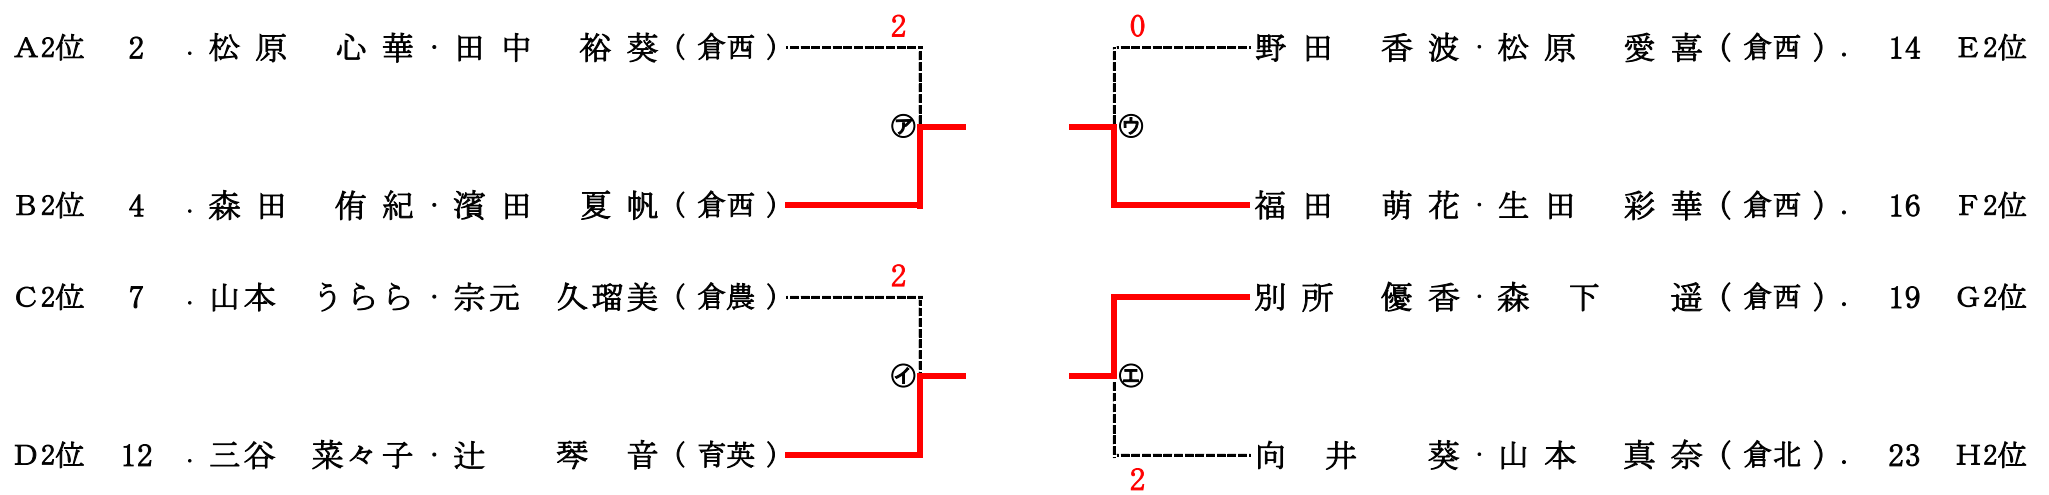 2 0
A2位 2 . 松原 心華・田中 裕葵(倉西) 野田 香波・松原 愛喜(倉西). 14 E2位
㋐ ㋒
B2位 4 . 森田 侑紀・濱田 夏帆(倉西) 福田 萌花・生田 彩華(倉西). 16 F2位
2
C2位 7 . 山本 うらら・宗元 久瑠美(倉農) 別所 優香・森下 遥(倉西). 19 G2位
㋑ ㋓
D2位 12 . 三谷 菜々子・辻 琴音(育英) 向井 葵・山本 真奈(倉北). 23 H2位
2